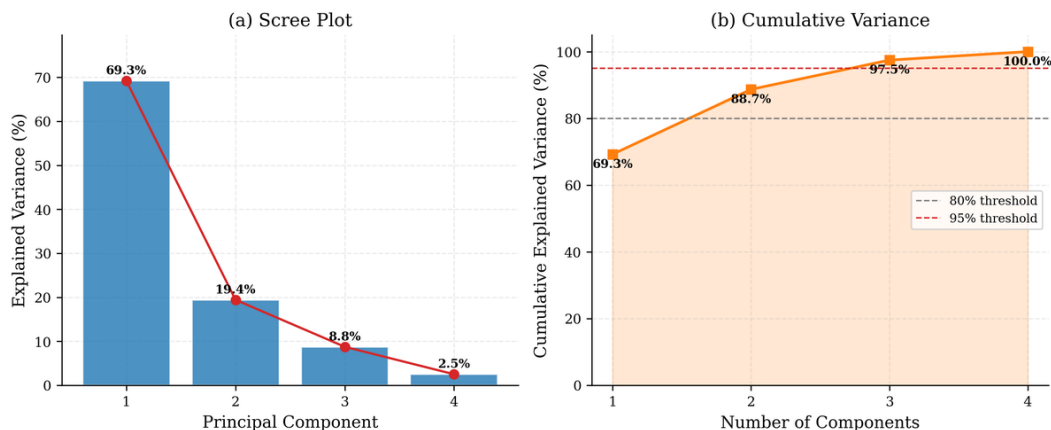 (a) Scree Plot
Explained Variance (%)
70
60
50
40
30
20
10
0
69.3%
19.4%
8.8%
2.5%
1 2 3 4
Principal Component
(b) Cumulative Variance
Cumulative Explained Variance (%)
100
80
60
40
20
0
69.3%
88.7%
97.5%
100.0%
80% threshold
95% threshold
1 2 3 4
Number of Components